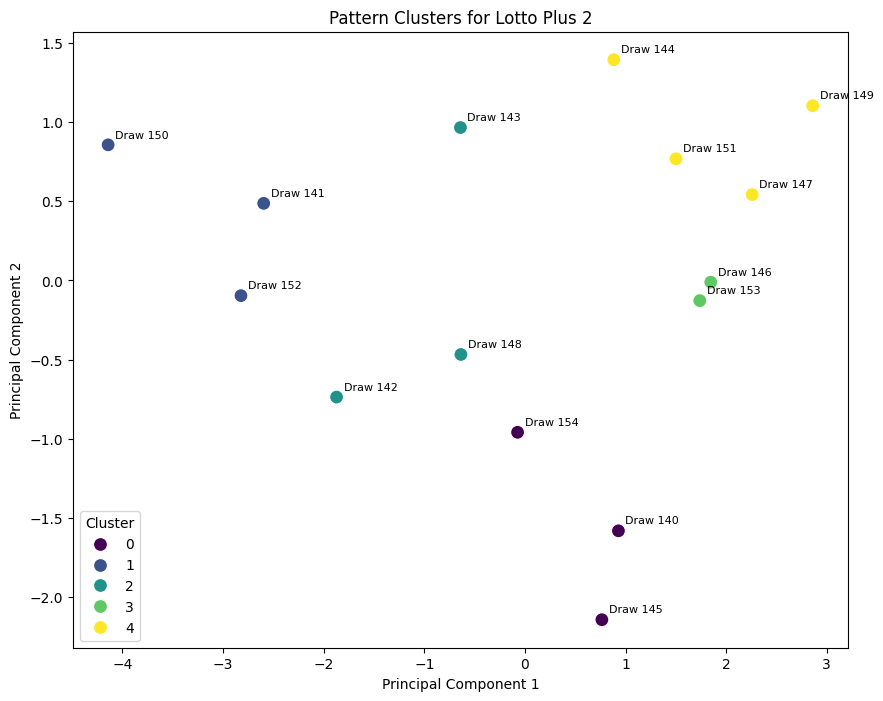 Pattern Clusters for Lotto Plus 2
Draw 144
Draw 149
Draw 143
Draw 150
Draw 151
Draw 147
Draw 141
Draw 146
Draw 152
Draw 153
Draw 148
Draw 142
Draw 154
Draw 140
Draw 145
Principal Component 2
1.5
1.0
0.5
0.0
−0.5
−1.0
−1.5
−2.0
Cluster
0
1
2
3
4
−4
−3
−2
−1
0
1
2
3
Principal Component 1